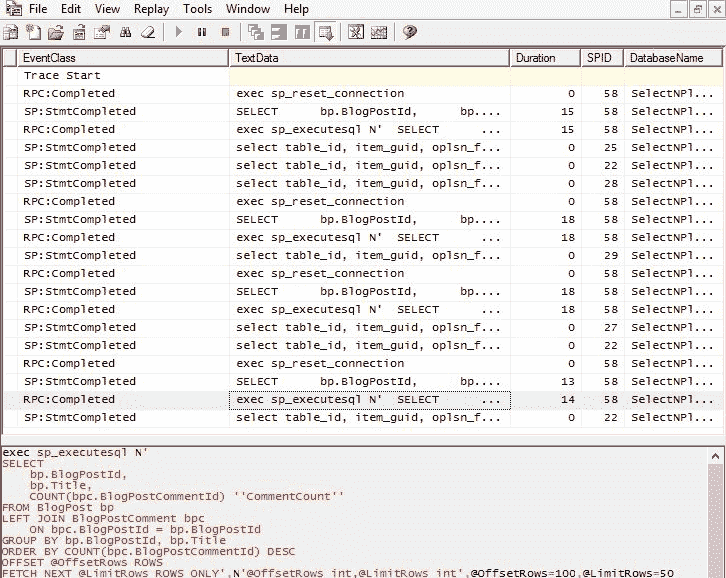 File Edit View Replay Tools Window Help
EventClass TextData Duration SPID DatabaseName
Trace Start
RPC:Completed exec sp_reset_connection 0 58 SelectNPl...
SP:StmtCompleted SELECT bp.BlogPostId, bp.... 15 58 SelectNPl...
RPC:Completed exec sp_executesql N' SELECT ... 15 58 SelectNPl...
SP:StmtCompleted select table_id, item_guid, oplsn_f... 0 25 SelectNPl...
SP:StmtCompleted select table_id, item_guid, oplsn_f... 0 22 SelectNPl...
SP:StmtCompleted select table_id, item_guid, oplsn_f... 0 28 SelectNPl...
RPC:Completed exec sp_reset_connection 0 58 SelectNPl...
SP:StmtCompleted SELECT bp.BlogPostId, bp.... 18 58 SelectNPl...
RPC:Completed exec sp_executesql N' SELECT ... 18 58 SelectNPl...
SP:StmtCompleted select table_id, item_guid, oplsn_f... 0 29 SelectNPl...
RPC:Completed exec sp_reset_connection 0 58 SelectNPl...
SP:StmtCompleted SELECT bp.BlogPostId, bp.... 18 58 SelectNPl...
RPC:Completed exec sp_executesql N' SELECT ... 18 58 SelectNPl...
SP:StmtCompleted select table_id, item_guid, oplsn_f... 0 27 SelectNPl...
SP:StmtCompleted select table_id, item_guid, oplsn_f... 0 22 SelectNPl...
RPC:Completed exec sp_reset_connection 0 58 SelectNPl...
SP:StmtCompleted SELECT bp.BlogPostId, bp.... 13 58 SelectNPl...
RPC:Completed exec sp_executesql N' SELECT ... 14 58 SelectNPl...
SP:StmtCompleted select table_id, item_guid, oplsn_f... 0 22 SelectNPl...
exec sp_executesql N'
SELECT
bp.BlogPostId,
bp.Title,
COUNT(bpc.BlogPostCommentId) ''CommentCount''
FROM BlogPost bp
LEFT JOIN BlogPostComment bpc
ON bpc.BlogPostId = bp.BlogPostId
GROUP BY bp.BlogPostId, bp.Title
ORDER BY COUNT(bpc.BlogPostCommentId) DESC
OFFSET @OffsetRows ROWS
FETCH NEXT @LimitRows ROWS ONLY',N'@OffsetRows int,@LimitRows int',@OffsetRows=100,@LimitRows=50